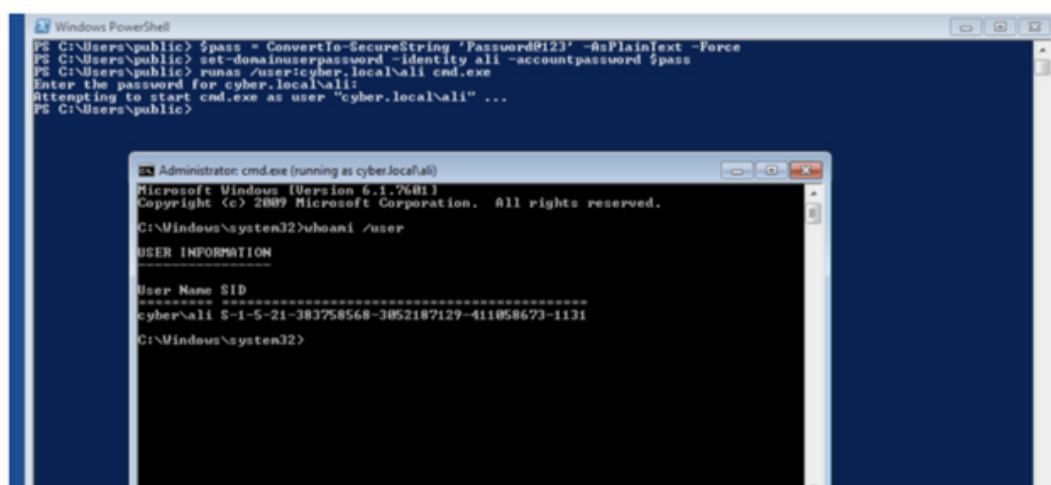 Windows PowerShell
PS C:\Users\public> $pass = ConvertTo-SecureString 'Password@123' -AsPlainText -Force
PS C:\Users\public> set-domainuserpassword -identity ali -accountpassword $pass
PS C:\Users\public> runas /user:cyber.local\ali cmd.exe
Enter the password for cyber.local\ali:
Attempting to start cmd.exe as user "cyber.local\ali" ...
PS C:\Users\public>
Administrator: cmd.exe (running as cyber.local\ali)
Microsoft Windows [Version 6.1.7601]
Copyright (c) 2009 Microsoft Corporation.  All rights reserved.
C:\Windows\system32>whoami /user
USER INFORMATION
----------------
User Name SID
========= ============================================
cyber\ali S-1-5-21-383758568-3052187129-411058673-1131
C:\Windows\system32>